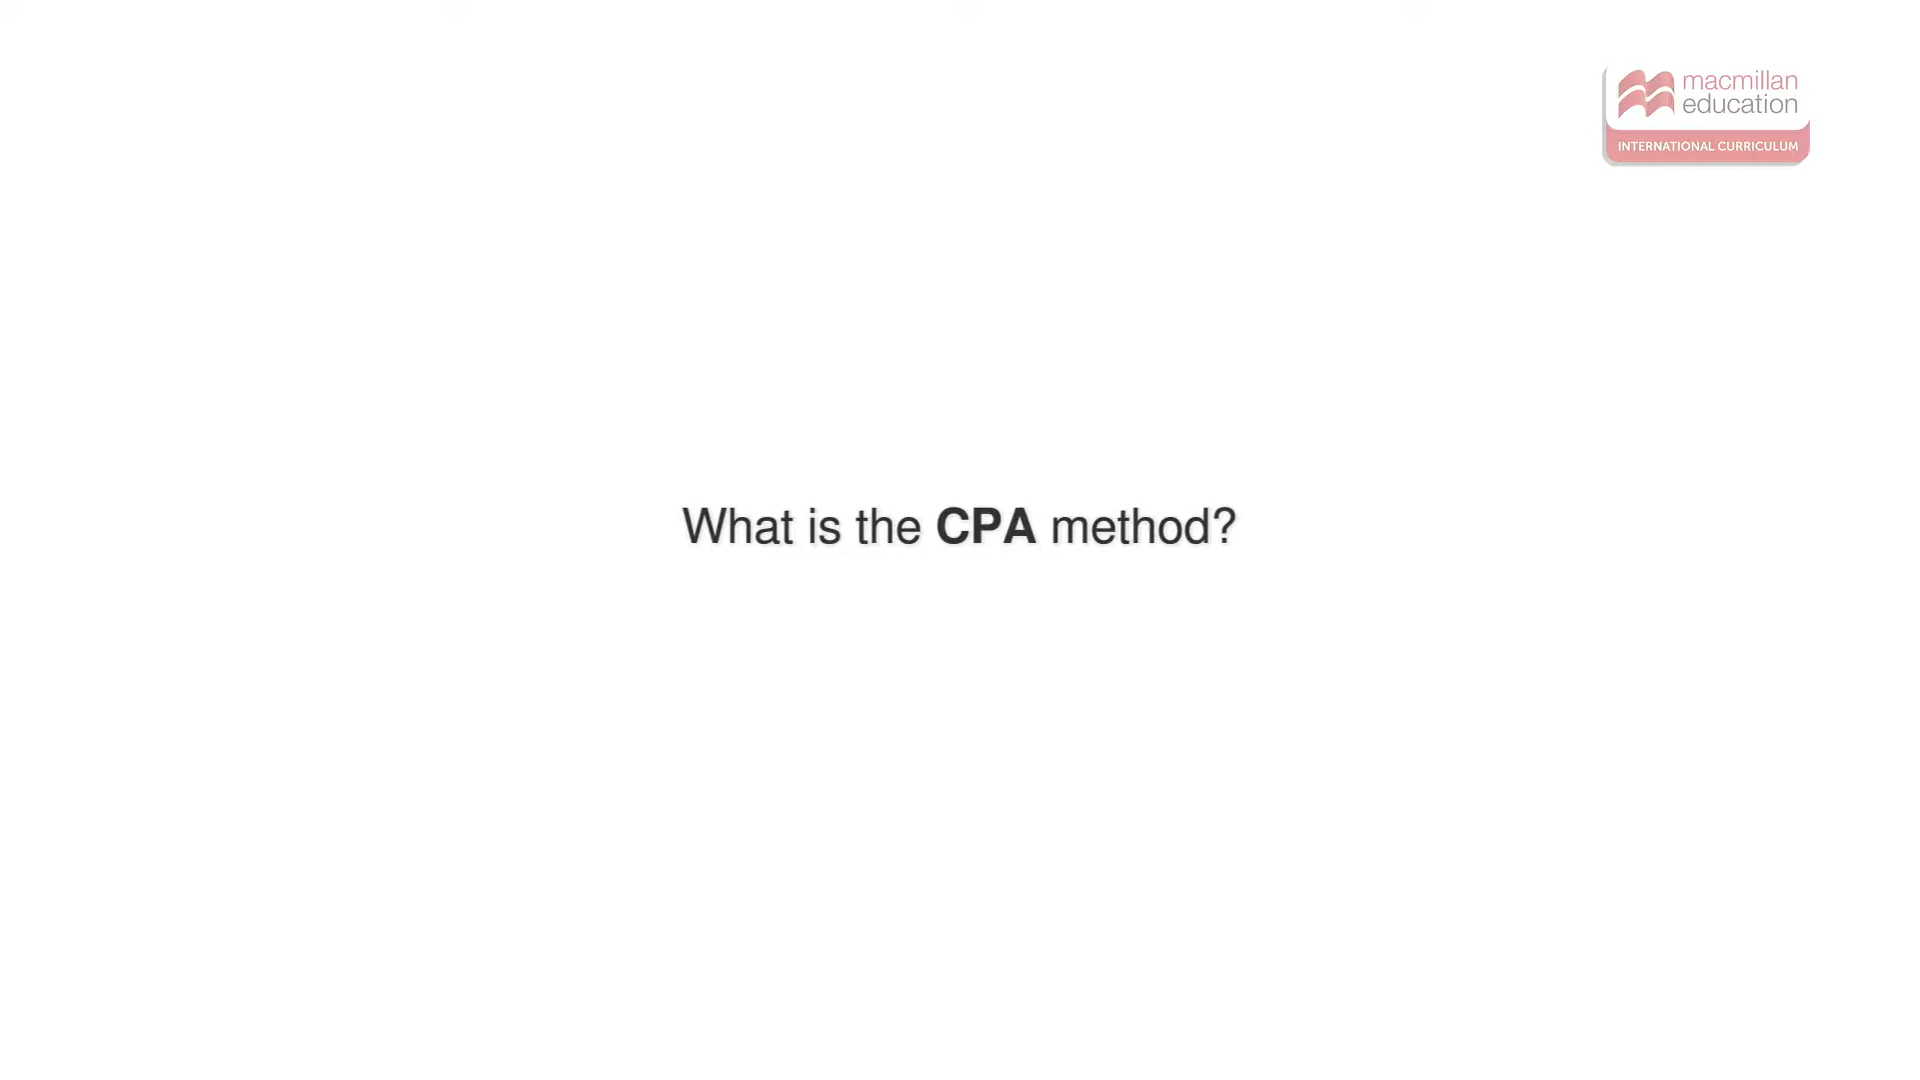 macmillan
education
INTERNATIONAL CURRICULUM
What is the CPA method?